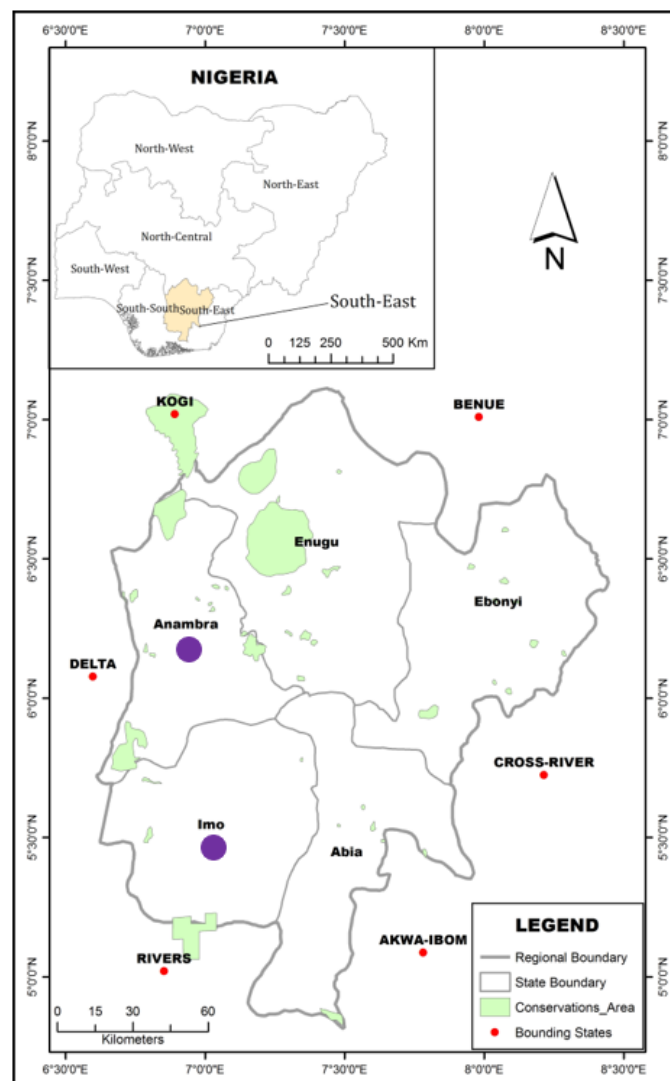 6°30'0"E 7°0'0"E 7°30'0"E 8°0'0"E 8°30'0"E
NIGERIA
North-West
North-East
North-Central
South-West
South-South
South-East
South-East
0 125 250 500 Km
N
8°0'0"N
8°0'0"N
7°30'0"N
7°30'0"N
7°0'0"N
7°0'0"N
KOGI
BENUE
Enugu
6°30'0"N
6°30'0"N
Ebonyi
Anambra
DELTA
6°0'0"N
6°0'0"N
CROSS-RIVER
Imo
Abia
5°30'0"N
5°30'0"N
AKWA-IBOM
RIVERS
5°0'0"N
5°0'0"N
LEGEND
Regional Boundary
State Boundary
Conservations_Area
Bounding States
0 10 20 40 60
Kilometers
6°30'0"E 7°0'0"E 7°30'0"E 8°0'0"E 8°30'0"E